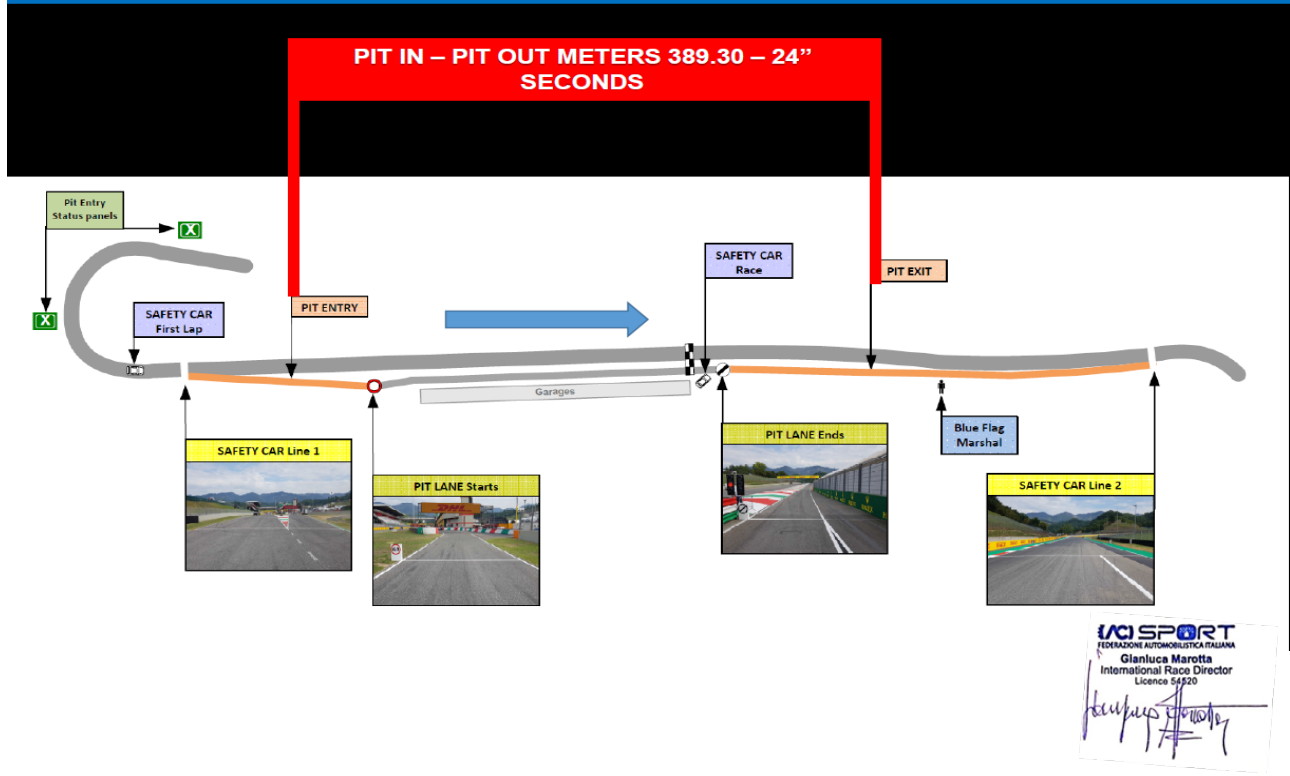 PIT IN – PIT OUT METERS 389.30 – 24”
SECONDS
Pit Entry
Status panels
X
X
SAFETY CAR
First Lap
PIT ENTRY
SAFETY CAR
Race
PIT EXIT
Garages
SAFETY CAR Line 1
PIT LANE Starts
DHL
PIT LANE Ends
Blue Flag
Marshal
SAFETY CAR Line 2
ACI SPORT
FEDERAZIONE AUTOMOBILISTICA ITALIANA
Gianluca Marotta
International Race Director
Licence 54520